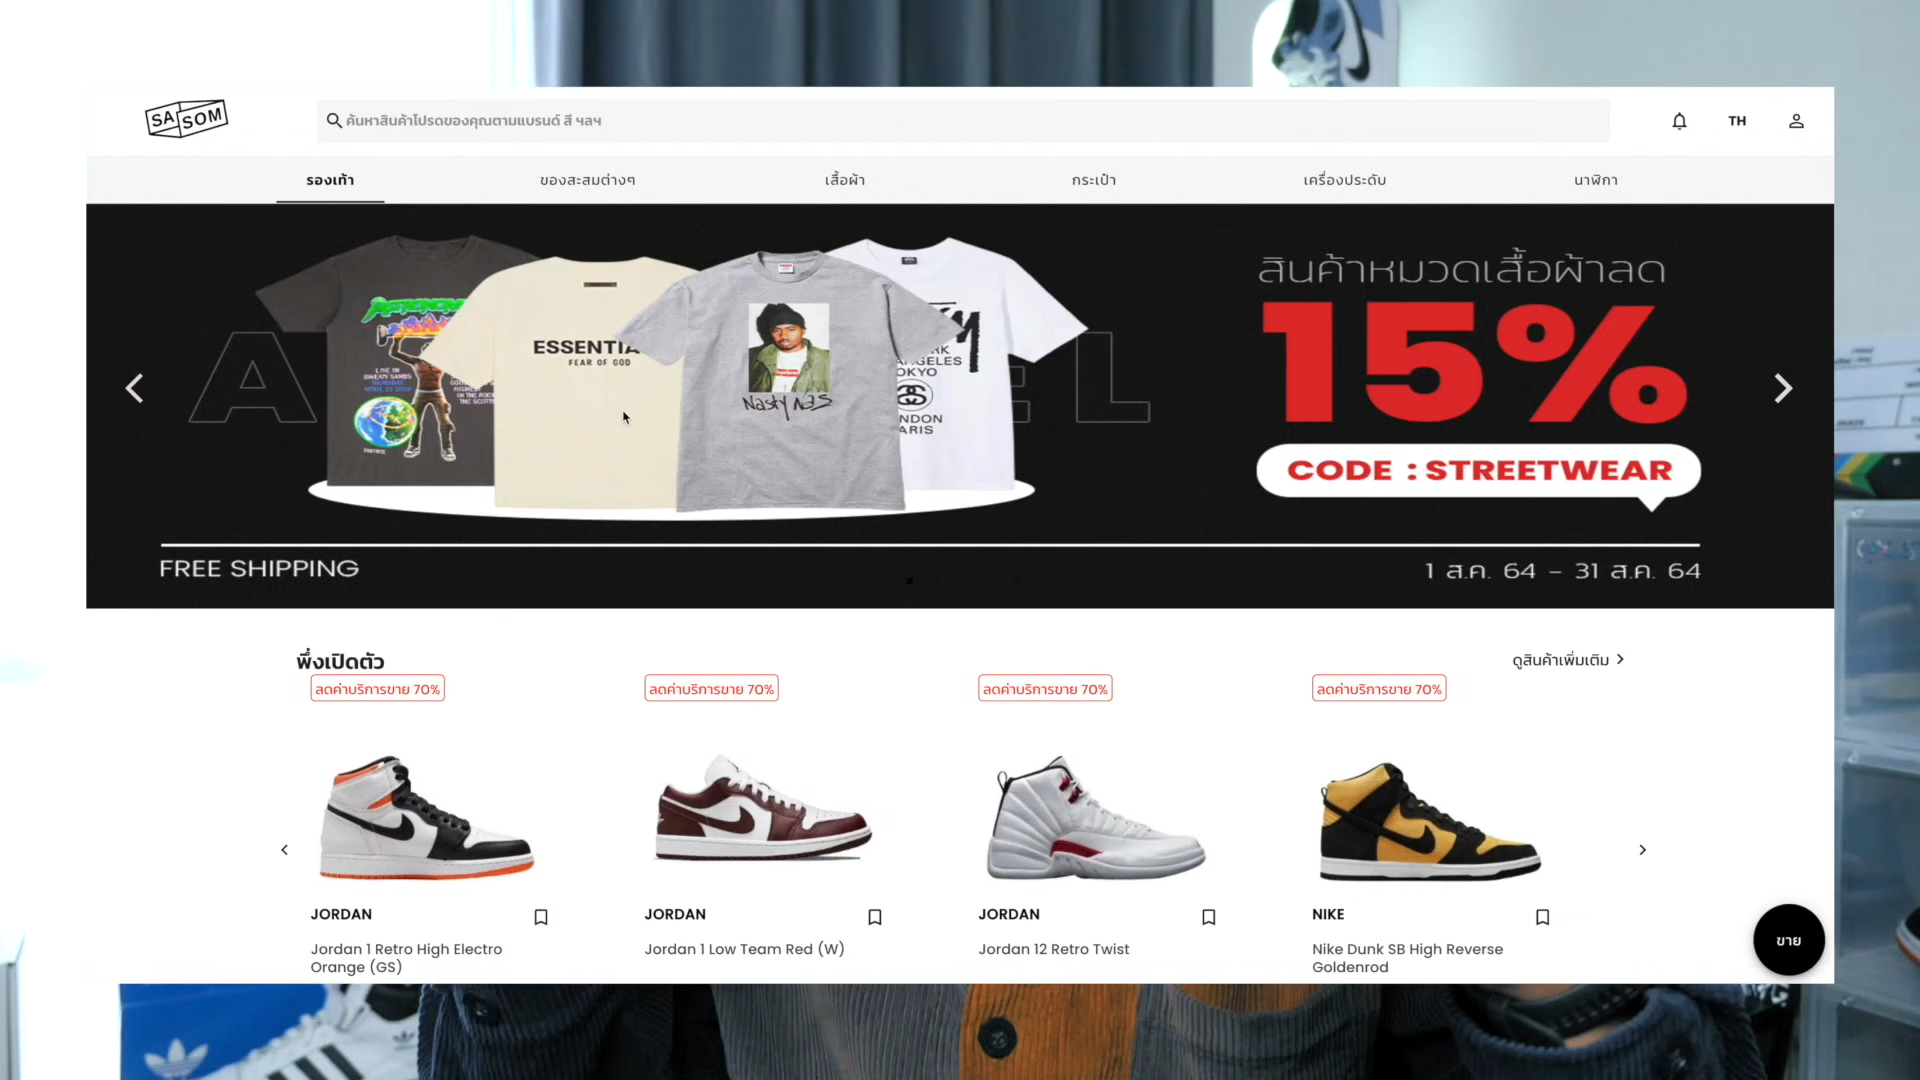 SA SOM
ค้นหาสินค้าโปรดของคุณตามแบรนด์ สี ฯลฯ
TH
รองเท้า
ของสะสมต่างๆ
เสื้อผ้า
กระเป๋า
เครื่องประดับ
นาฬิกา
สินค้าหมวดเสื้อผ้าลด
15%
CODE : STREETWEAR
ESSENTIA
FEAR OF GOD
LIVE IN
SWEATY SANDS
Nasty Nas
RK
ANGELES
OKYO
NDON
ARIS
FREE SHIPPING
1 ส.ค. 64 – 31 ส.ค. 64
พึ่งเปิดตัว
ดูสินค้าเพิ่มเติม
ลดค่าบริการขาย 70%
ลดค่าบริการขาย 70%
ลดค่าบริการขาย 70%
ลดค่าบริการขาย 70%
JORDAN
Jordan 1 Retro High Electro
Orange (GS)
JORDAN
Jordan 1 Low Team Red (W)
JORDAN
Jordan 12 Retro Twist
NIKE
Nike Dunk SB High Reverse
Goldenrod
ขาย